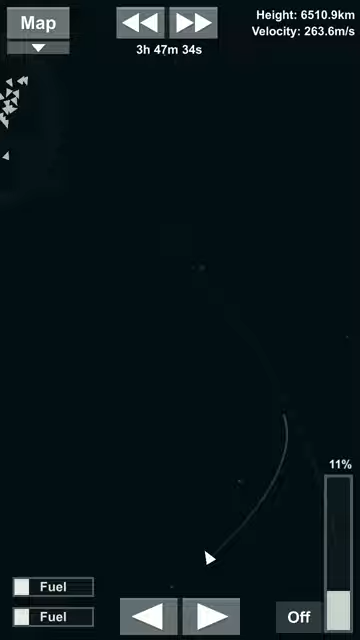 Map
3h 47m 34s
Height: 6510.9km
Velocity: 263.6m/s
11%
Fuel
Fuel
Off